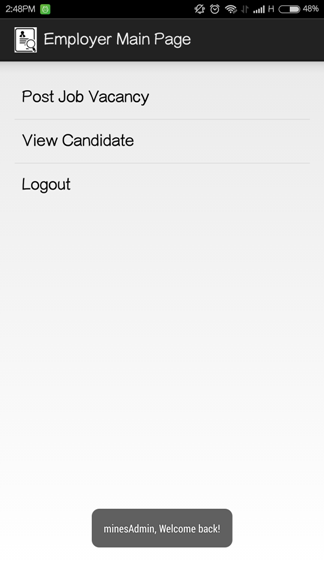 2:48PM
H 48%
Employer Main Page
Post Job Vacancy
View Candidate
Logout
minesAdmin, Welcome back!